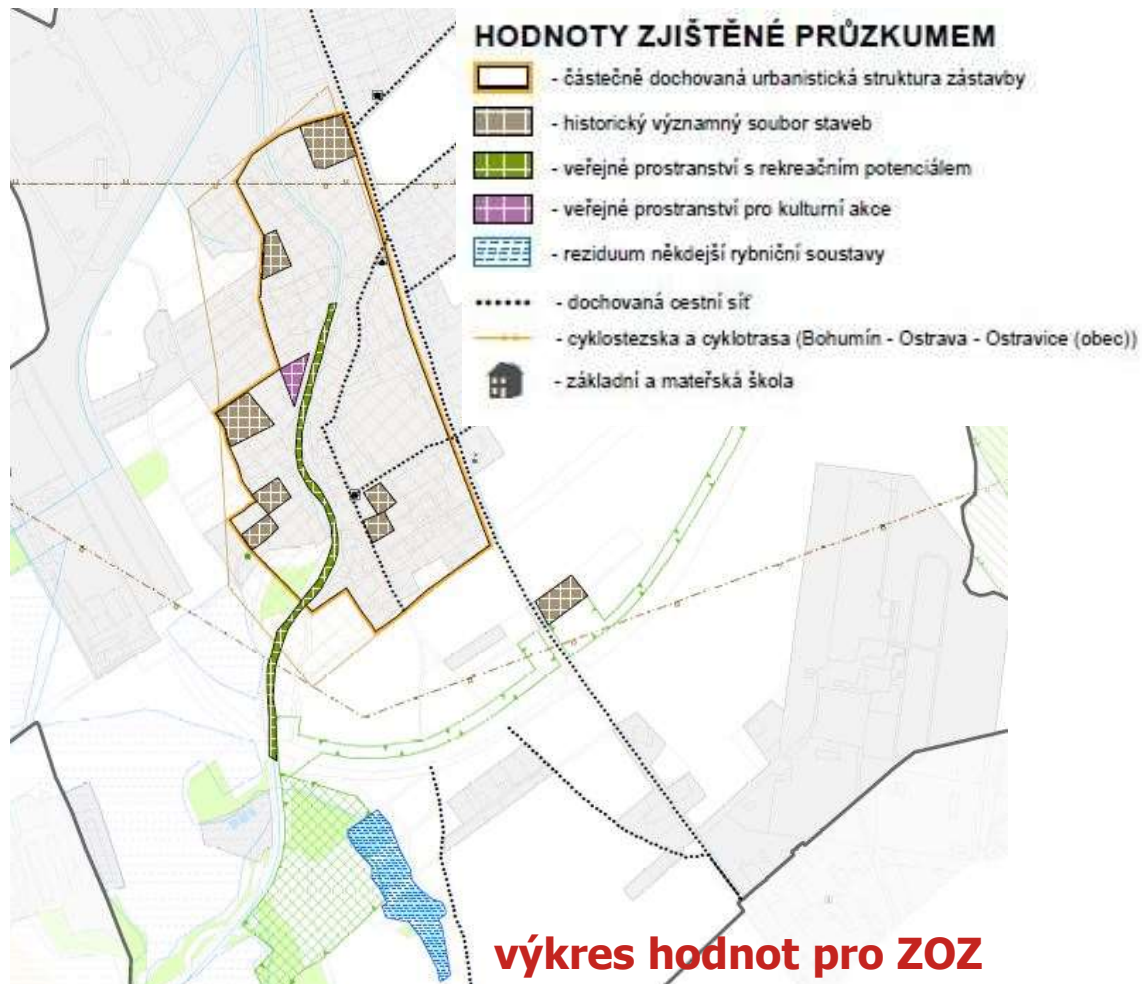 HODNOTY ZJIŠTĚNÉ PRŮZKUMEM
- částečně dochovaná urbanistická struktura zástavby
- historický významný soubor staveb
- veřejné prostranství s rekreačním potenciálem
- veřejné prostranství pro kulturní akce
- reziduum někdejší rybniční soustavy
- dochovaná cestní síť
- cyklostezska a cyklotrasa (Bohumín - Ostrava - Ostravice (obec))
- základní a mateřská škola
výkres hodnot pro ZOZ